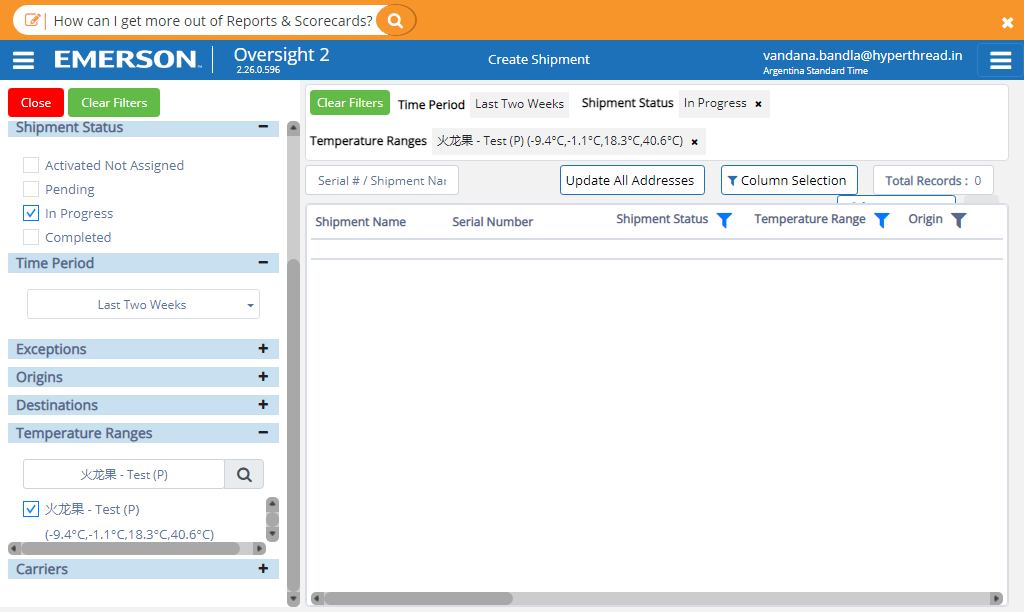 How can I get more out of Reports & Scorecards?
EMERSON
Oversight 2
2.26.0.596
Create Shipment
vandana.bandla@hyperthread.in
Argentina Standard Time
Close
Clear Filters
Shipment Status
Activated Not Assigned
Pending
In Progress
Completed
Time Period
Last Two Weeks
Exceptions
Origins
Destinations
Temperature Ranges
火龙果 - Test (P)
火龙果 - Test (P)
(-9.4°C,-1.1°C,18.3°C,40.6°C)
Carriers
Clear Filters
Time Period
Last Two Weeks
Shipment Status
In Progress
Temperature Ranges
火龙果 - Test (P) (-9.4°C,-1.1°C,18.3°C,40.6°C)
Serial # / Shipment Nar
Update All Addresses
Column Selection
Total Records : 0
Shipment Name
Serial Number
Shipment Status
Temperature Range
Origin